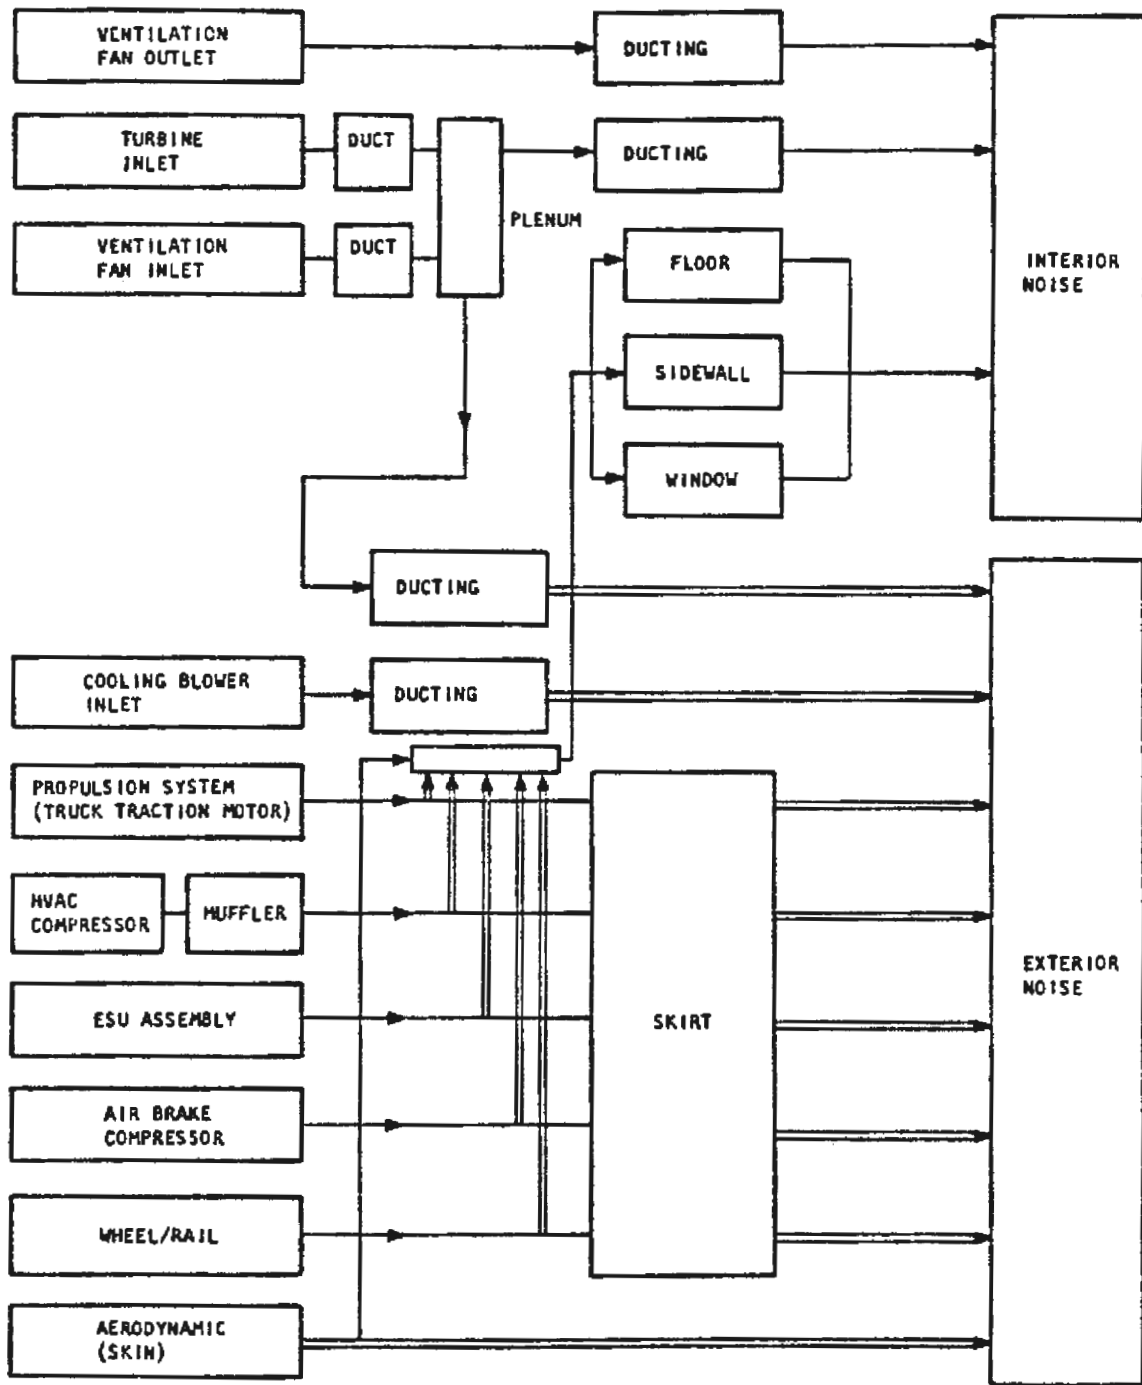 VENTILATION
FAN OUTLET
DUCTING
TURBINE
INLET
DUCT
DUCTING
PLENUM
VENTILATION
FAN INLET
DUCT
FLOOR
INTERIOR
NOISE
SIDEWALL
WINDOW
DUCTING
COOLING BLOWER
INLET
DUCTING
PROPULSION SYSTEM
(TRUCK TRACTION MOTOR)
HVAC
COMPRESSOR
MUFFLER
EXTERIOR
NOISE
ESU ASSEMBLY
SKIRT
AIR BRAKE
COMPRESSOR
WHEEL/RAIL
AERODYNAMIC
(SKIN)